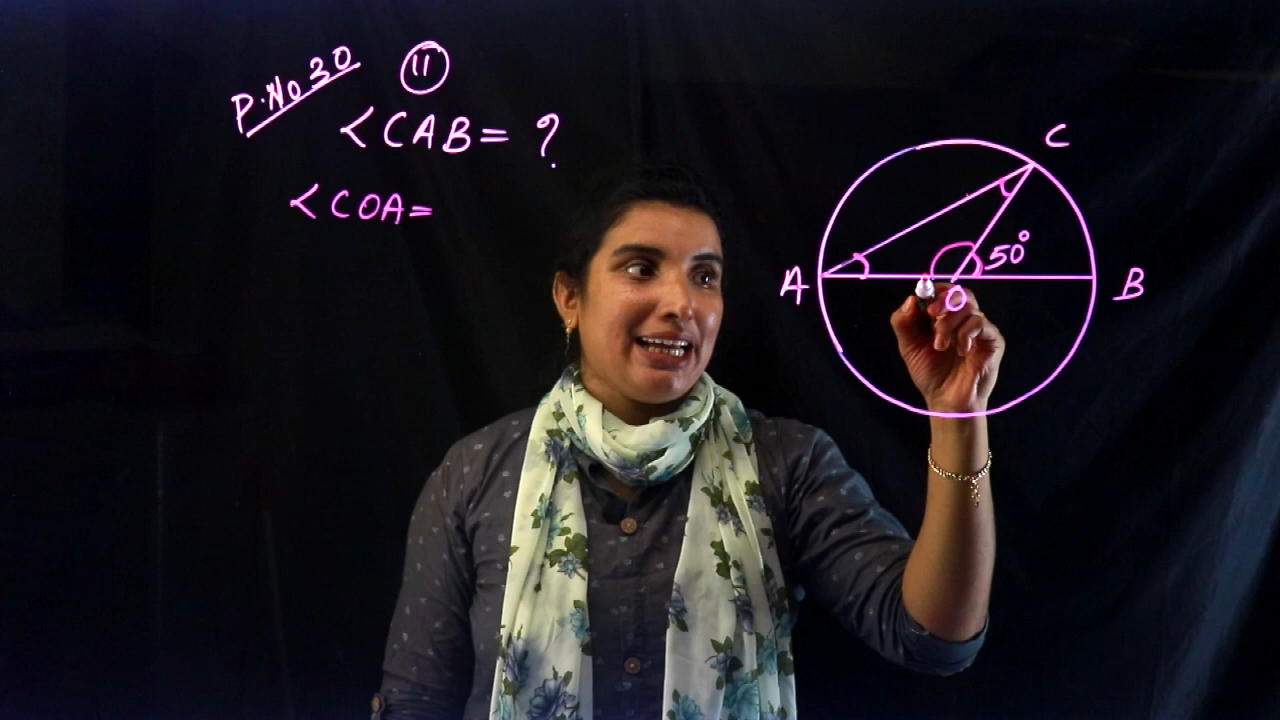 P.No 30
11
<CAB = ?
<COA =
C
50°
A
O
B